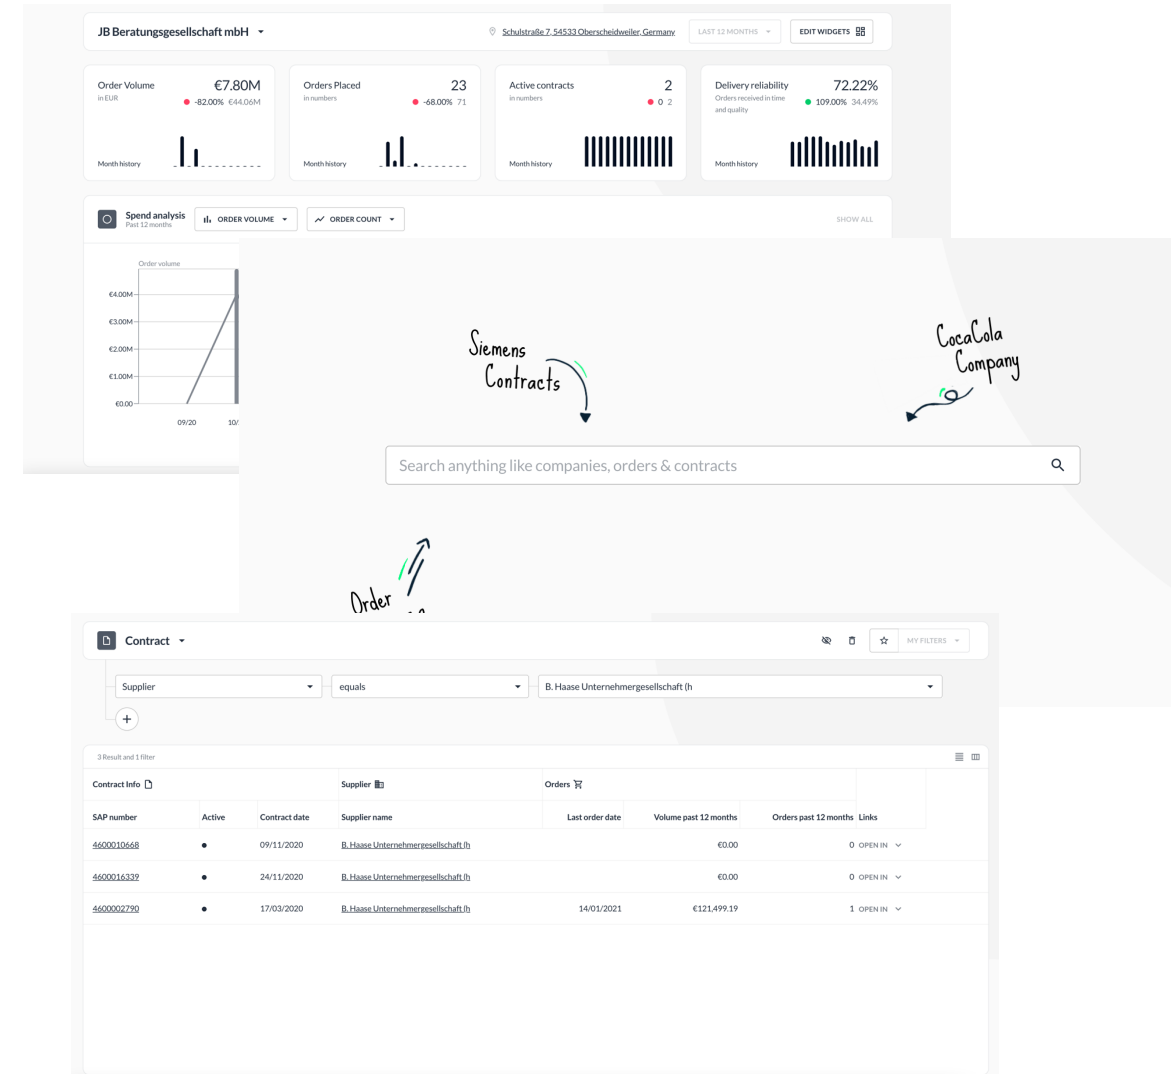 JB Beratungsgesellschaft mbH
Schulstraße 7, 54533 Oberscheidweiler, Germany
LAST 12 MONTHS
EDIT WIDGETS
Order Volume
in EUR
€7.80M
-82.00% €44.06M
Month history
Orders Placed
in numbers
23
-68.00% 71
Month history
Active contracts
in numbers
2
0 2
Month history
Delivery reliability
Orders received in time
and quality
72.22%
109.00% 34.49%
Month history
Spend analysis
Past 12 months
ORDER VOLUME
ORDER COUNT
SHOW ALL
Order volume
€4.00M
€3.00M
€2.00M
€1.00M
€0.00
09/20 10/
Siemens
Contracts
CocaCola
Company
Search anything like companies, orders & contracts
Order
Contract
MY FILTERS
Supplier equals B. Haase Unternehmergesellschaft (h
3 Result and 1 filter
Contract Info Supplier Orders
SAP number Active Contract date Supplier name Last order date Volume past 12 months Orders past 12 months Links
4600010668 09/11/2020 B. Haase Unternehmergesellschaft (h €0.00 0 OPEN IN
4600016339 24/11/2020 B. Haase Unternehmergesellschaft (h €0.00 0 OPEN IN
4600002790 17/03/2020 B. Haase Unternehmergesellschaft (h 14/01/2021 €121,499.19 1 OPEN IN